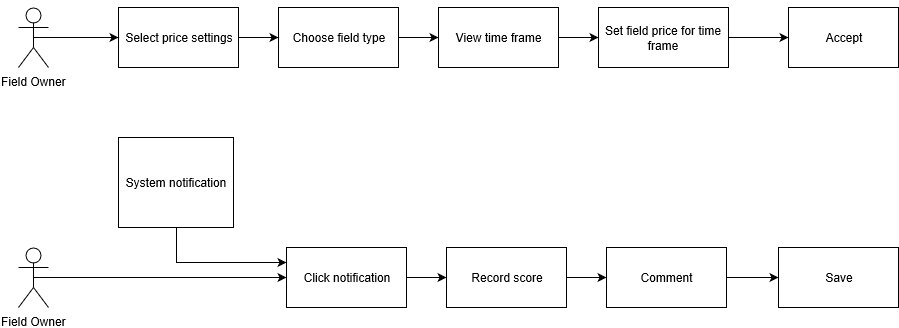 Select price settings
Choose field type
View time frame
Set field price for time
frame
Accept
Field Owner
System notification
Click notification
Record score
Comment
Save
Field Owner